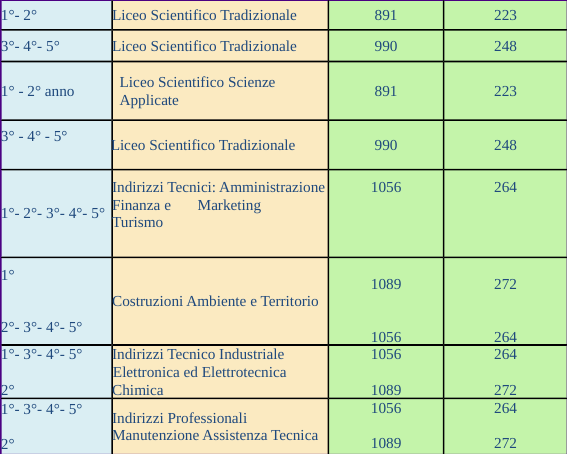 1°- 2° Liceo Scientifico Tradizionale 891 223
3°- 4°- 5° Liceo Scientifico Tradizionale 990 248
1° - 2° anno Liceo Scientifico Scienze Applicate 891 223
3° - 4° - 5° Liceo Scientifico Tradizionale 990 248
1°- 2°- 3°- 4°- 5° Indirizzi Tecnici: Amministrazione 1056 264
Finanza e Marketing
Turismo
1°
Costruzioni Ambiente e Territorio 1089 272
2°- 3°- 4°- 5° 1056 264
1°- 3°- 4°- 5° Indirizzi Tecnico Industriale 1056 264
Elettronica ed Elettrotecnica
2° Chimica 1089 272
1°- 3°- 4°- 5° Indirizzi Professionali 1056 264
2° Manutenzione Assistenza Tecnica 1089 272